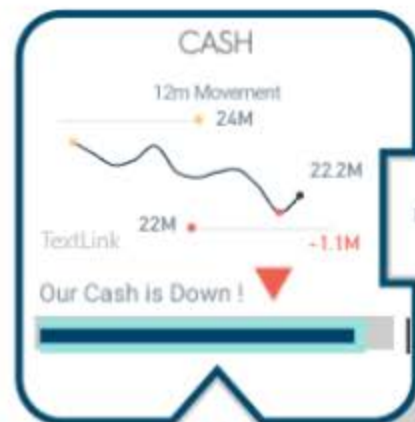 CASH
12m Movement
24M
22.2M
22M
TextLink
-1.1M
Our Cash is Down !